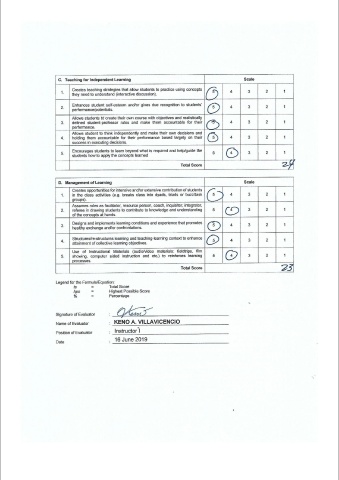 C. Teaching for Independent Learning Scale
1. Creates teaching strategies that allow students to practice using concepts 5 4 3 2 1
they need to understand (interactive discussion).
2. Enhances student self-esteem and/or gives due recognition to students' 5 4 3 2 1
performance/potentials.
3. Allows students to create their own course with objectives and realistically 5 4 3 2 1
defined student-professor rules and make them accountable for their
performance.
4. Allows student to think independently and make their own decisions and 5 4 3 2 1
holding them accountable for their performance based largely on their
success in executing decisions.
5. Encourages students to learn beyond what is required and help/guide the 5 4 3 2 1
students how to apply the concepts learned
Total Score 24
D. Management of Learning Scale
1. Creates opportunities for intensive and/or extensive contribution of students 5 4 3 2 1
in the class activities (e.g. breaks class into dyads, triads or buzz/task
groups).
2. Assumes roles as facilitator, resource person, coach, inquisitor, integrator, 5 4 3 2 1
referee in drawing students to contribute to knowledge and understanding
of the concepts at hands.
3. Designs and implements learning conditions and experience that promotes 5 4 3 2 1
healthy exchange and/or confrontations.
4. Structures/re-structures learning and teaching-learning context to enhance 5 4 3 2 1
attainment of collective learning objectives.
5. Use of Instructional Materials (audio/video materials, fieldtrips, film 5 4 3 2 1
showing, computer aided instruction and etc.) to reinforces learning
processes.
Total Score 23
Legend for the Formula/Equation:
ts = Total Score
hps = Highest Possible Score
% = Percentage
Signature of Evaluator :
Name of Evaluator : KENO A. VILLAVICENCIO
Position of Evaluator : Instructor I
Date : 16 June 2019